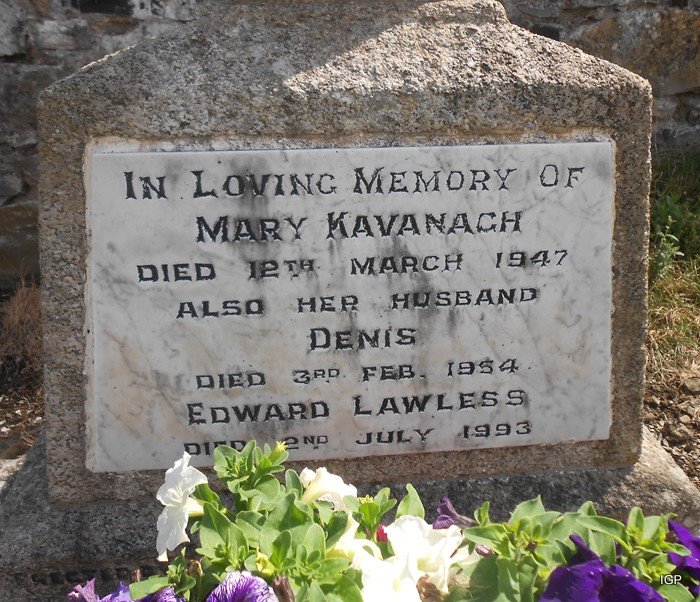 In Loving Memory Of
Mary Kavanagh
DIED 12TH MARCH 1947
ALSO HER HUSBAND
Denis
DIED 3RD FEB. 1954.
Edward Lawless
DIED 2ND JULY 1993
IGP